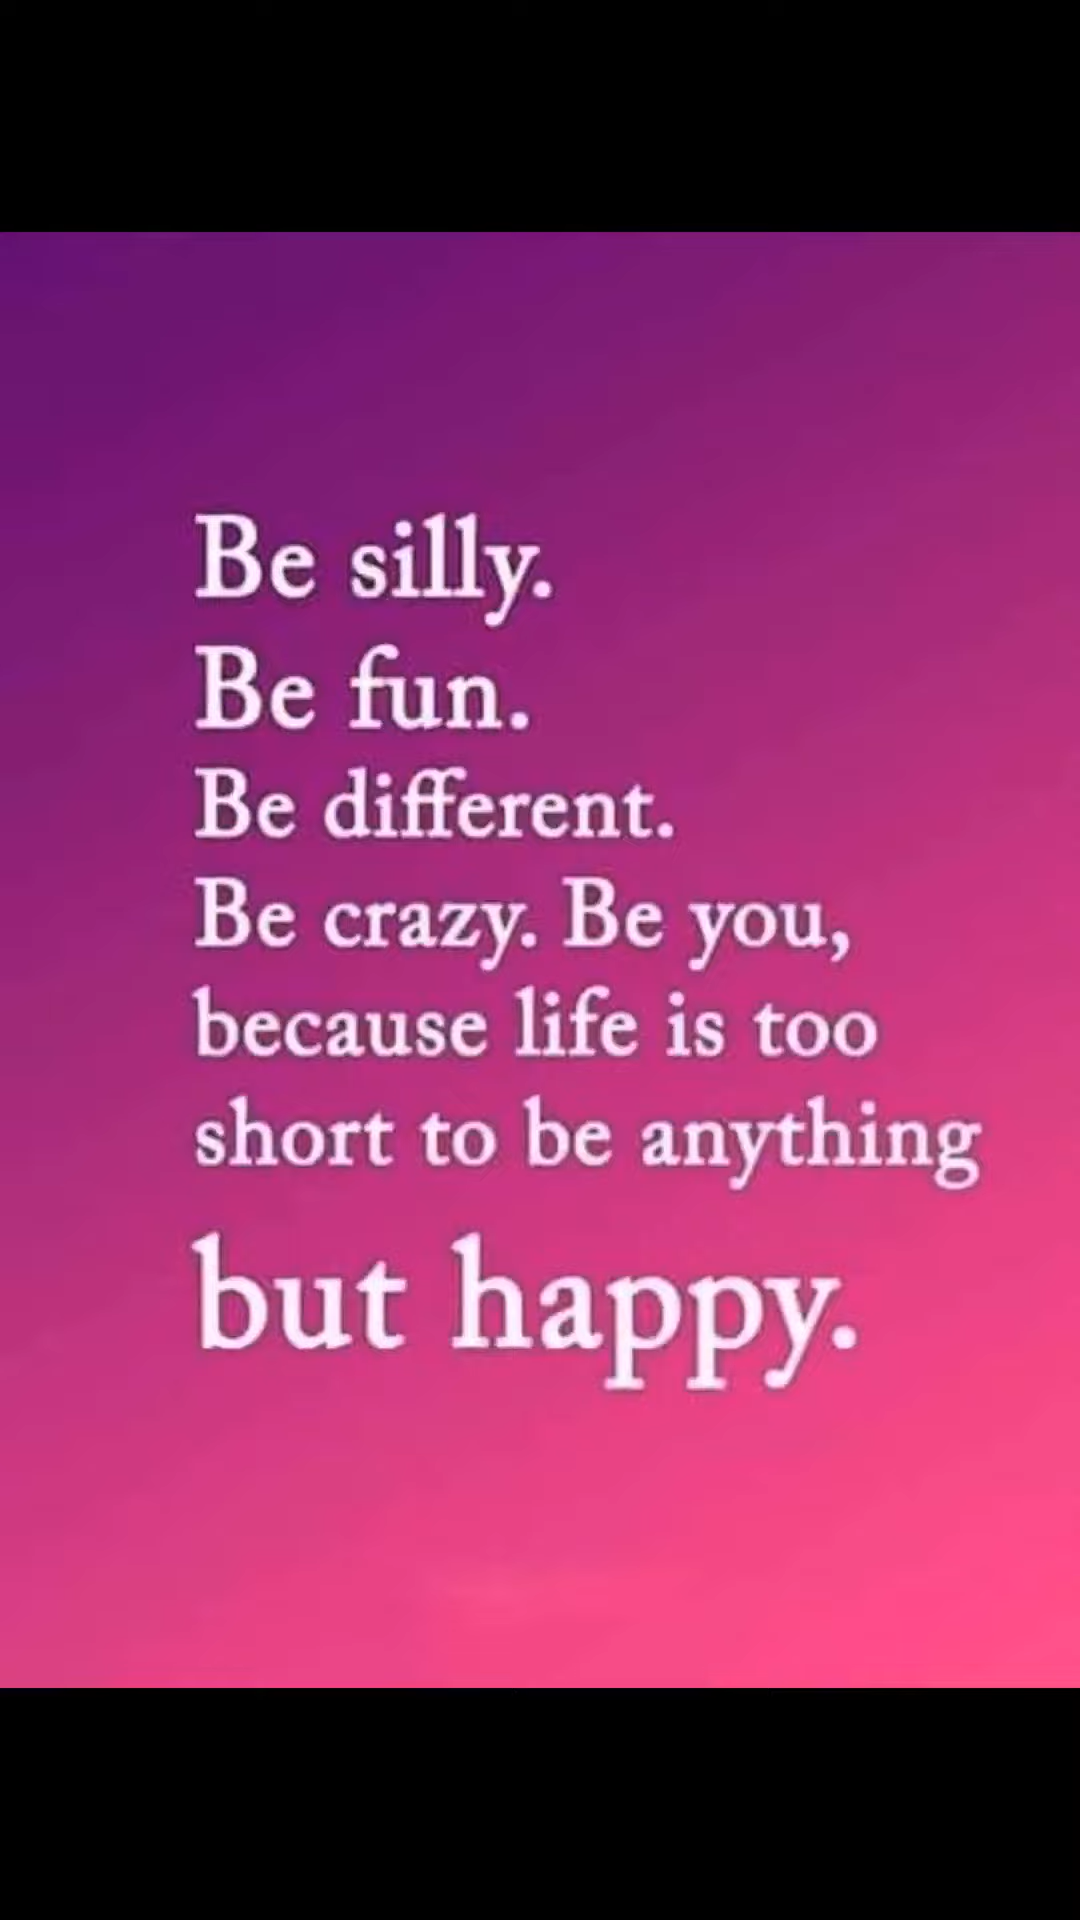 Be silly.
Be fun.
Be different.
Be crazy. Be you,
because life is too
short to be anything
but happy.